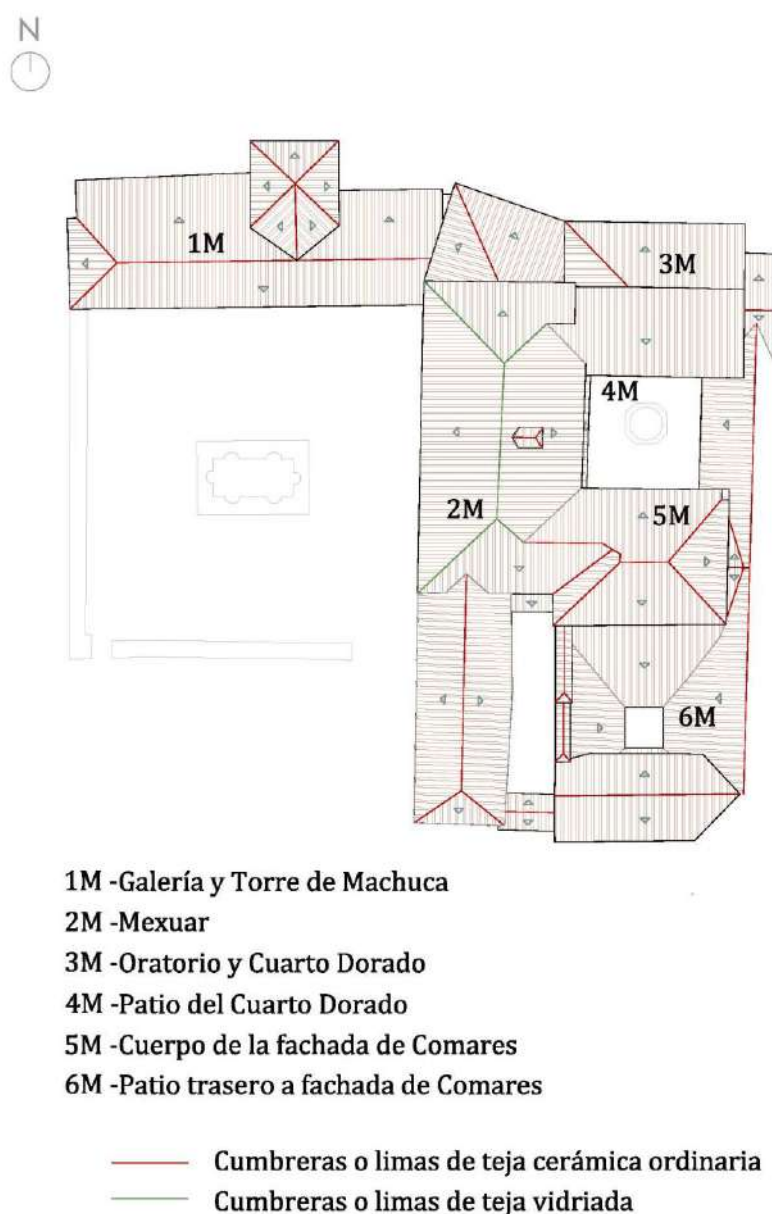 N
1M
3M
4M
2M
5M
6M
1M -Galería y Torre de Machuca
2M -Mexuar
3M -Oratorio y Cuarto Dorado
4M -Patio del Cuarto Dorado
5M -Cuerpo de la fachada de Comares
6M -Patio trasero a fachada de Comares
Cumbreras o limas de teja cerámica ordinaria
Cumbreras o limas de teja vidriada